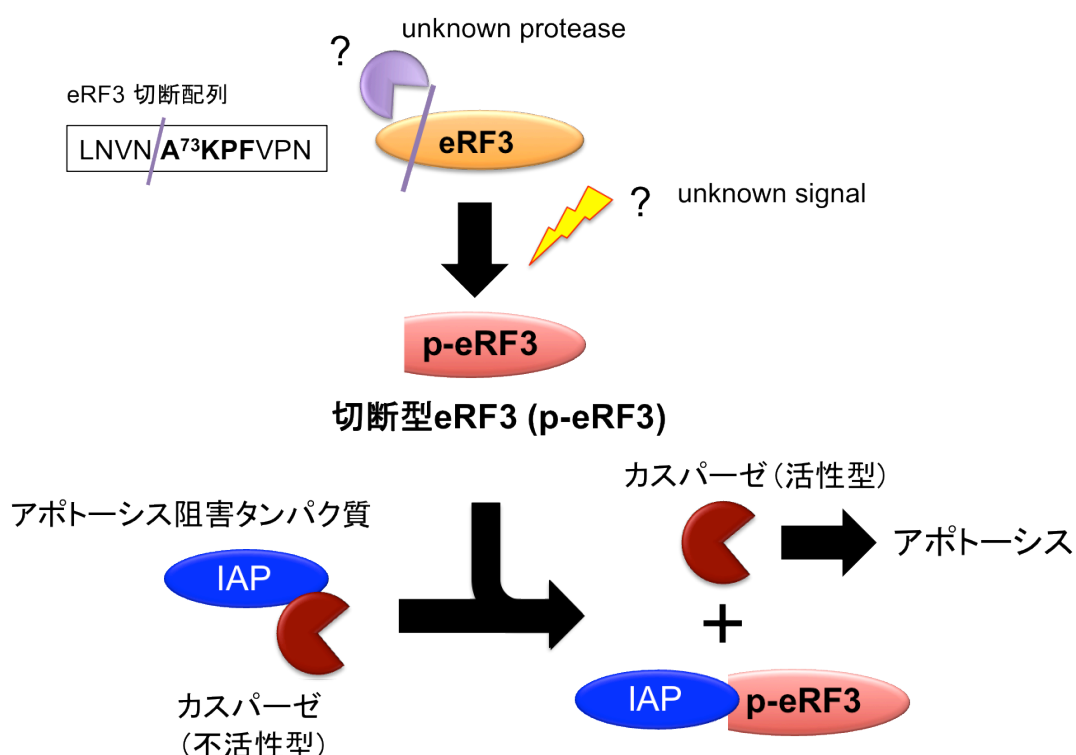 unknown protease
?
eRF3 切断配列
LNVN A⁷³KPFVPN
eRF3
? unknown signal
p-eRF3
切断型eRF3 (p-eRF3)
カスパーゼ（活性型）
アポトーシス阻害タンパク質
アポトーシス
IAP
+
カスパーゼ
（不活性型）
IAP
p-eRF3